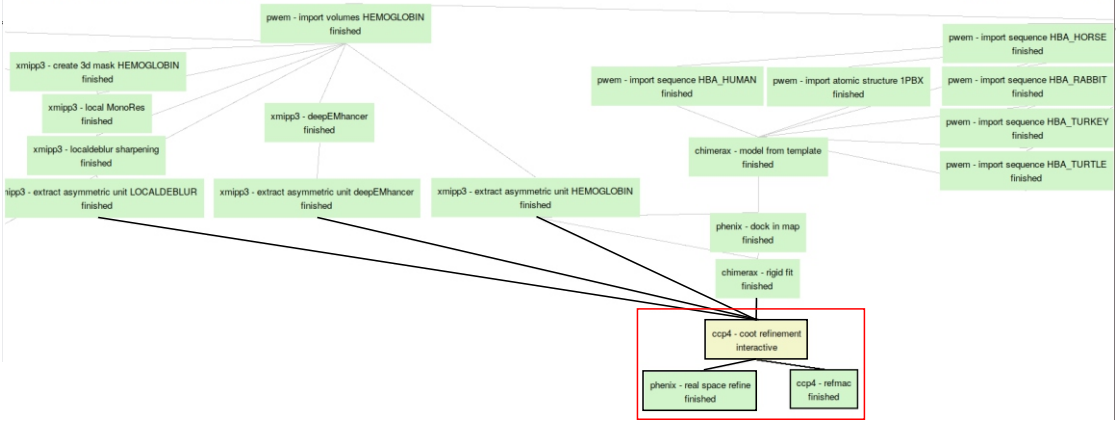 pwem - import volumes HEMOGLOBIN
finished
pwem - import sequence HBA_HORSE
finished
xmipp3 - create 3d mask HEMOGLOBIN
finished
pwem - import sequence HBA_HUMAN
finished
pwem - import atomic structure 1PBX
finished
pwem - import sequence HBA_RABBIT
finished
xmipp3 - local MonoRes
finished
xmipp3 - deepEMhancer
finished
pwem - import sequence HBA_TURKEY
finished
xmipp3 - localdeblur sharpening
finished
chimerax - model from template
finished
pwem - import sequence HBA_TURTLE
finished
mipp3 - extract asymmetric unit LOCALDEBLUR
finished
xmipp3 - extract asymmetric unit deepEMhancer
finished
xmipp3 - extract asymmetric unit HEMOGLOBIN
finished
phenix - dock in map
finished
chimerax - rigid fit
finished
ccp4 - coot refinement
interactive
phenix - real space refine
finished
ccp4 - refmac
finished